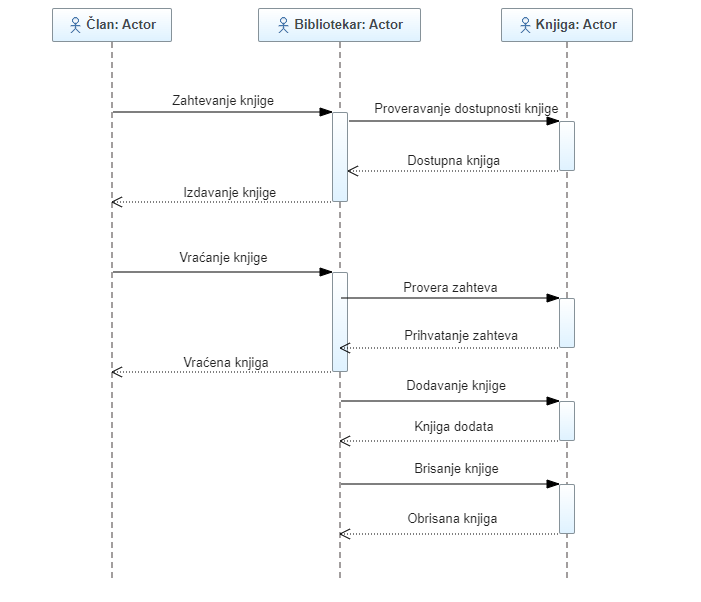 Član: Actor
Bibliotekar: Actor
Knjiga: Actor
Zahtevanje knjige
Proveravanje dostupnosti knjige
Dostupna knjiga
Izdavanje knjige
Vraćanje knjige
Provera zahteva
Prihvatanje zahteva
Vraćena knjiga
Dodavanje knjige
Knjiga dodata
Brisanje knjige
Obrisana knjiga